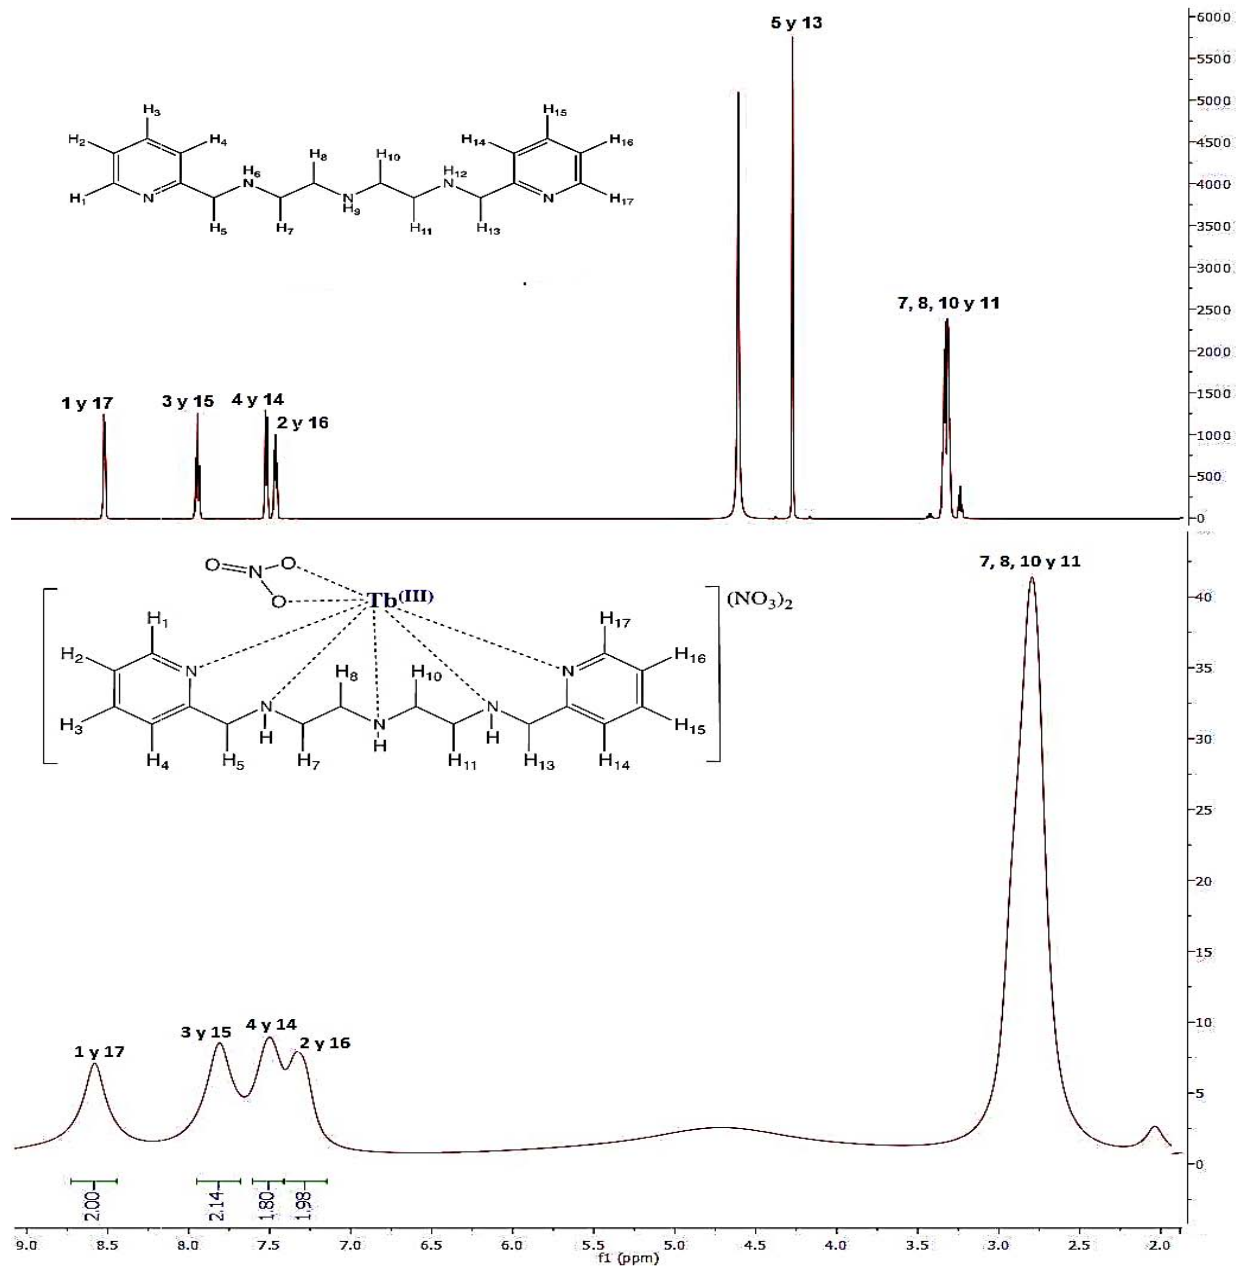 5 y 13
6000
5500
5000
4500
4000
3500
3000
2500
2000
1500
1000
500
0
H3
H15
H2
H4
H14
H16
H8
H10
H6
H12
N
N
H1
N
N
H9
H17
H5
H7
H11
H13
7, 8, 10 y 11
1 y 17
3 y 15
4 y 14
2 y 16
O
N
O
O
Tb(III)
(NO3)2
7, 8, 10 y 11
40
35
30
25
20
15
10
5
0
H1
H17
H2
N
N
H16
H8
H10
N
N
H3
N
H
H
H15
H
H4
H5
H7
H11
H13
H14
1 y 17
3 y 15
4 y 14
2 y 16
2.00
2.14
1.80
1.98
9.0 8.5 8.0 7.5 7.0 6.5 6.0 5.5 5.0 4.5 4.0 3.5 3.0 2.5 2.0
f1 (ppm)